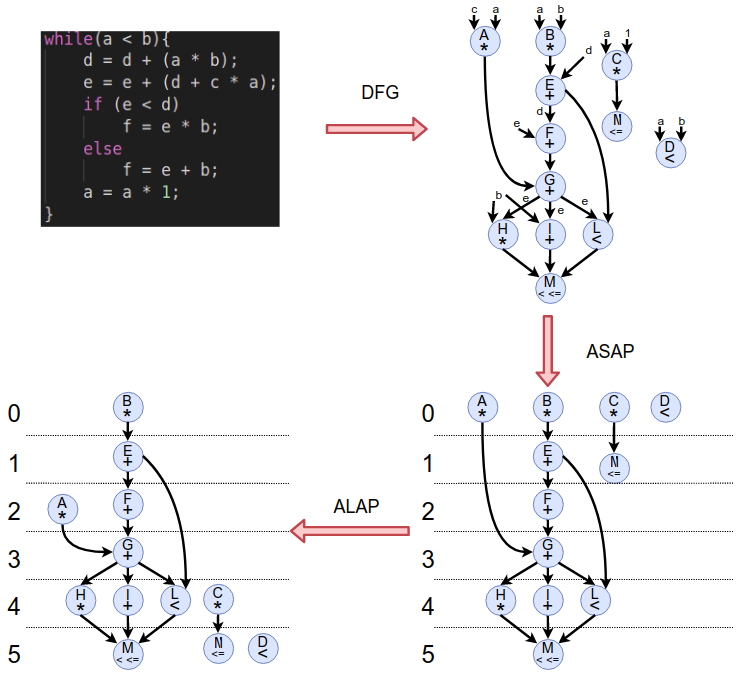 while(a < b){
d = d + (a * b);
e = e + (d + c * a);
if (e < d)
f = e * b;
else
f = e + b;
a = a * 1;
}
DFG
c a
a b
a 1
A
*
B
*
C
*
d
E
+
N
<=
a b
D
<
d
e
F
+
G
+
b
e
e
e
H
*
I
+
L
<
M
< <=
ASAP
0
A
*
B
*
C
*
D
<
1
E
+
N
<=
2
F
+
3
G
+
4
H
*
I
+
L
<
5
M
< <=
ALAP
0
B
*
1
E
+
2
A
*
F
+
3
G
+
4
H
*
I
+
L
<
C
*
5
M
< <=
N
<=
D
<